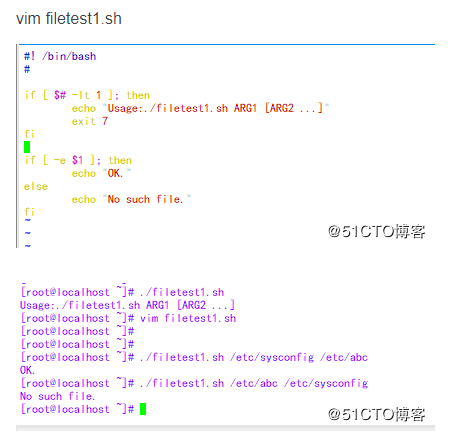 vim filetest1.sh
#! /bin/bash
#
if [ $# -lt 1 ]; then
echo "Usage:./filetest1.sh ARG1 [ARG2 ...]"
exit 7
fi
if [ -e $1 ]; then
echo "OK."
else
echo "No such file."
fi
~
~
~
@51CTO博客
[root@localhost ~]# ./filetest1.sh
Usage:./filetest1.sh ARG1 [ARG2 ...]
[root@localhost ~]# vim filetest1.sh
[root@localhost ~]#
[root@localhost ~]#
[root@localhost ~]# ./filetest1.sh /etc/sysconfig /etc/abc
OK.
[root@localhost ~]# ./filetest1.sh /etc/abc /etc/sysconfig
No such file.
[root@localhost ~]#
@51CTO博客